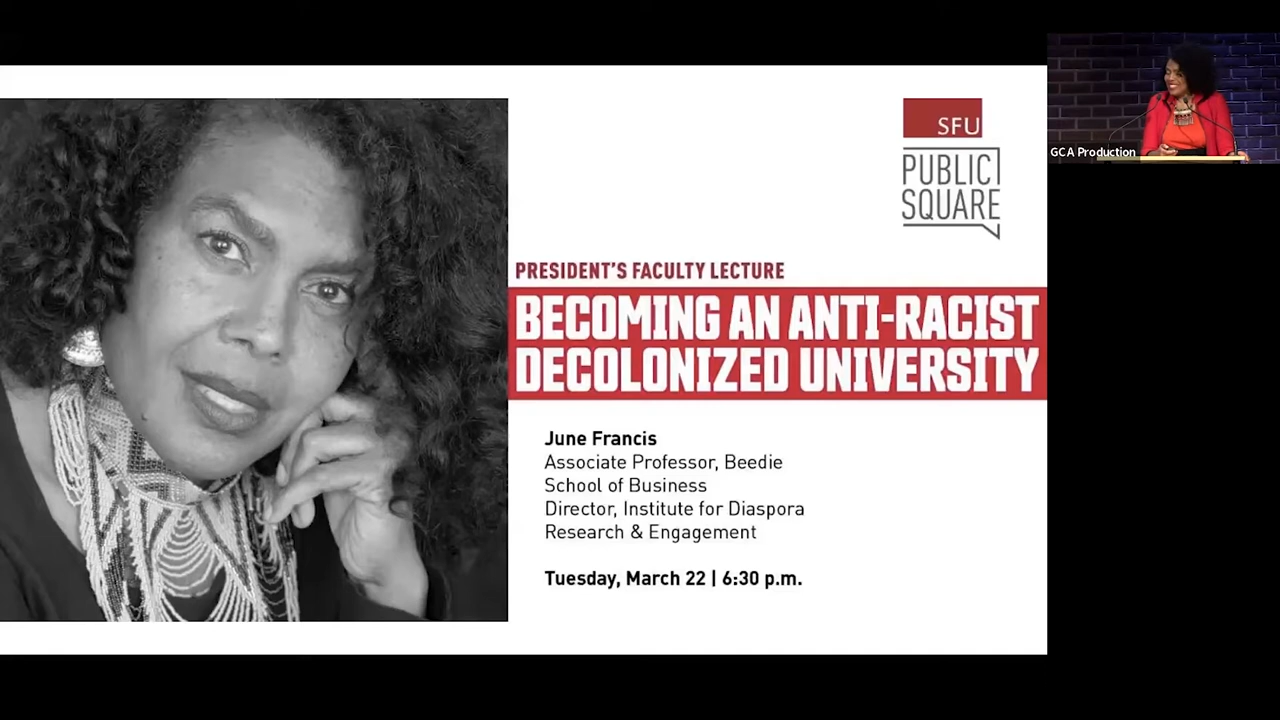 SFU
PUBLIC
SQUARE
GCA Production
PRESIDENT'S FACULTY LECTURE
BECOMING AN ANTI-RACIST
DECOLONIZED UNIVERSITY
June Francis
Associate Professor, Beedie
School of Business
Director, Institute for Diaspora
Research & Engagement
Tuesday, March 22 | 6:30 p.m.